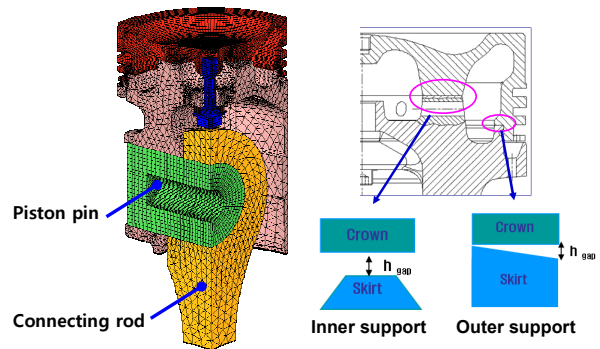 Piston pin
Connecting rod
Crown
h gap
Skirt
Inner support
Crown
h gap
Skirt
Outer support